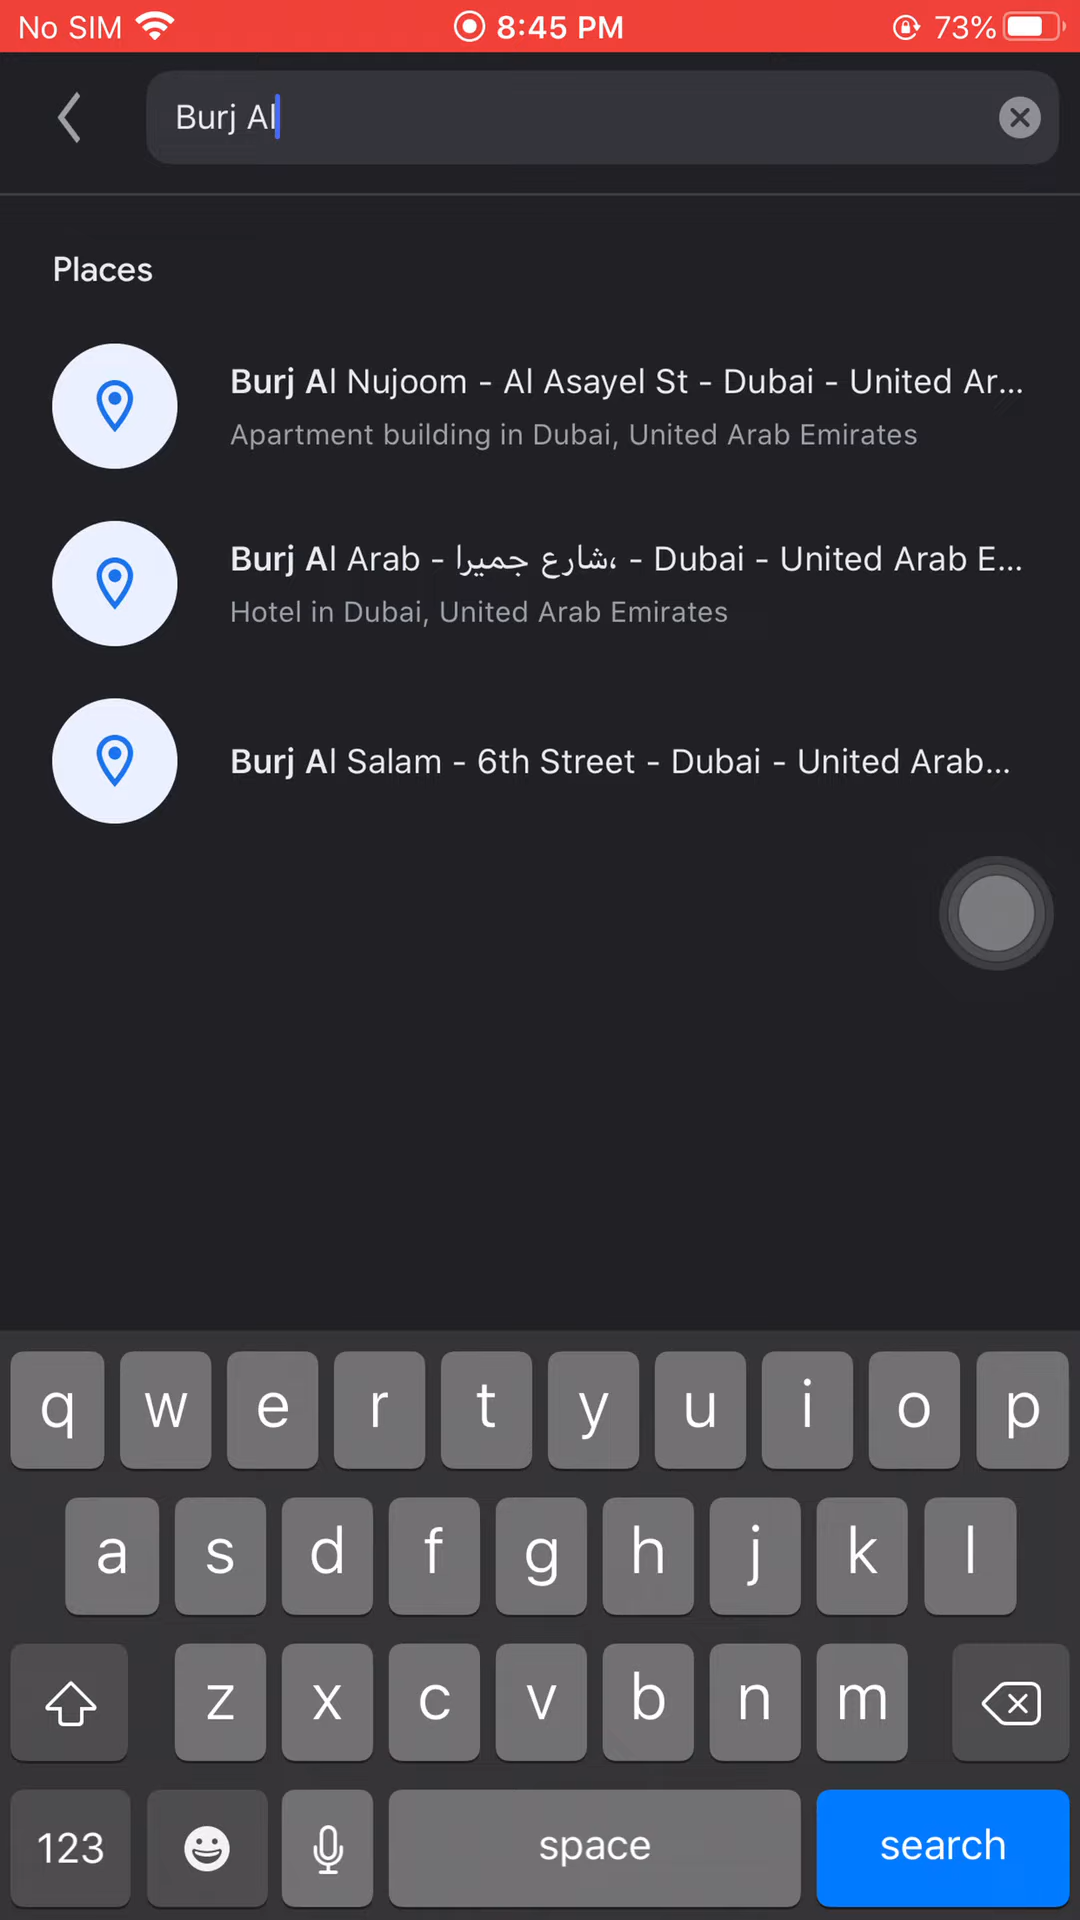 No SIM 8:45 PM 73%
Burj Al
Places
Burj Al Nujoom - Al Asayel St - Dubai - United Ar...
Apartment building in Dubai, United Arab Emirates
Burj Al Arab - شارع جميرا، - Dubai - United Arab E...
Hotel in Dubai, United Arab Emirates
Burj Al Salam - 6th Street - Dubai - United Arab...
q w e r t y u i o p
a s d f g h j k l
z x c v b n m
123 space search